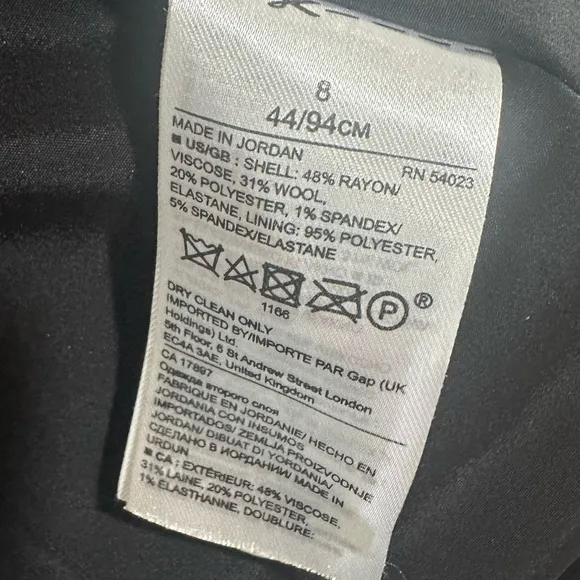 8
44/94CM
MADE IN JORDAN
RN 54023
■ US/GB : SHELL: 48% RAYON/
VISCOSE, 31% WOOL,
20% POLYESTER, 1% SPANDEX/
ELASTANE, LINING: 95% POLYESTER,
5% SPANDEX/ELASTANE
P ®
1166
DRY CLEAN ONLY
IMPORTED BY/IMPORTE PAR Gap (UK
Holdings) Ltd.
5th Floor, 6 St Andrew Street London
EC4A 3AE, United Kingdom
CA 17897
Одежда второго слоя
FABRIQUE EN JORDANIE/ HECHO EN
JORDANIA CON INSUMOS
IMPORTADOS/ ZEMLJA PROIZVODNJE
JORDAN/ DIBUAT DI YORDANIA/
СДЕЛАНО В ИОРДАНИИ/ MADE IN
URDUN
■ CA : EXTÉRIEUR: 48% VISCOSE,
31% LAINE, 20% POLYESTER,
1% ÉLASTHANNE, DOUBLURE: